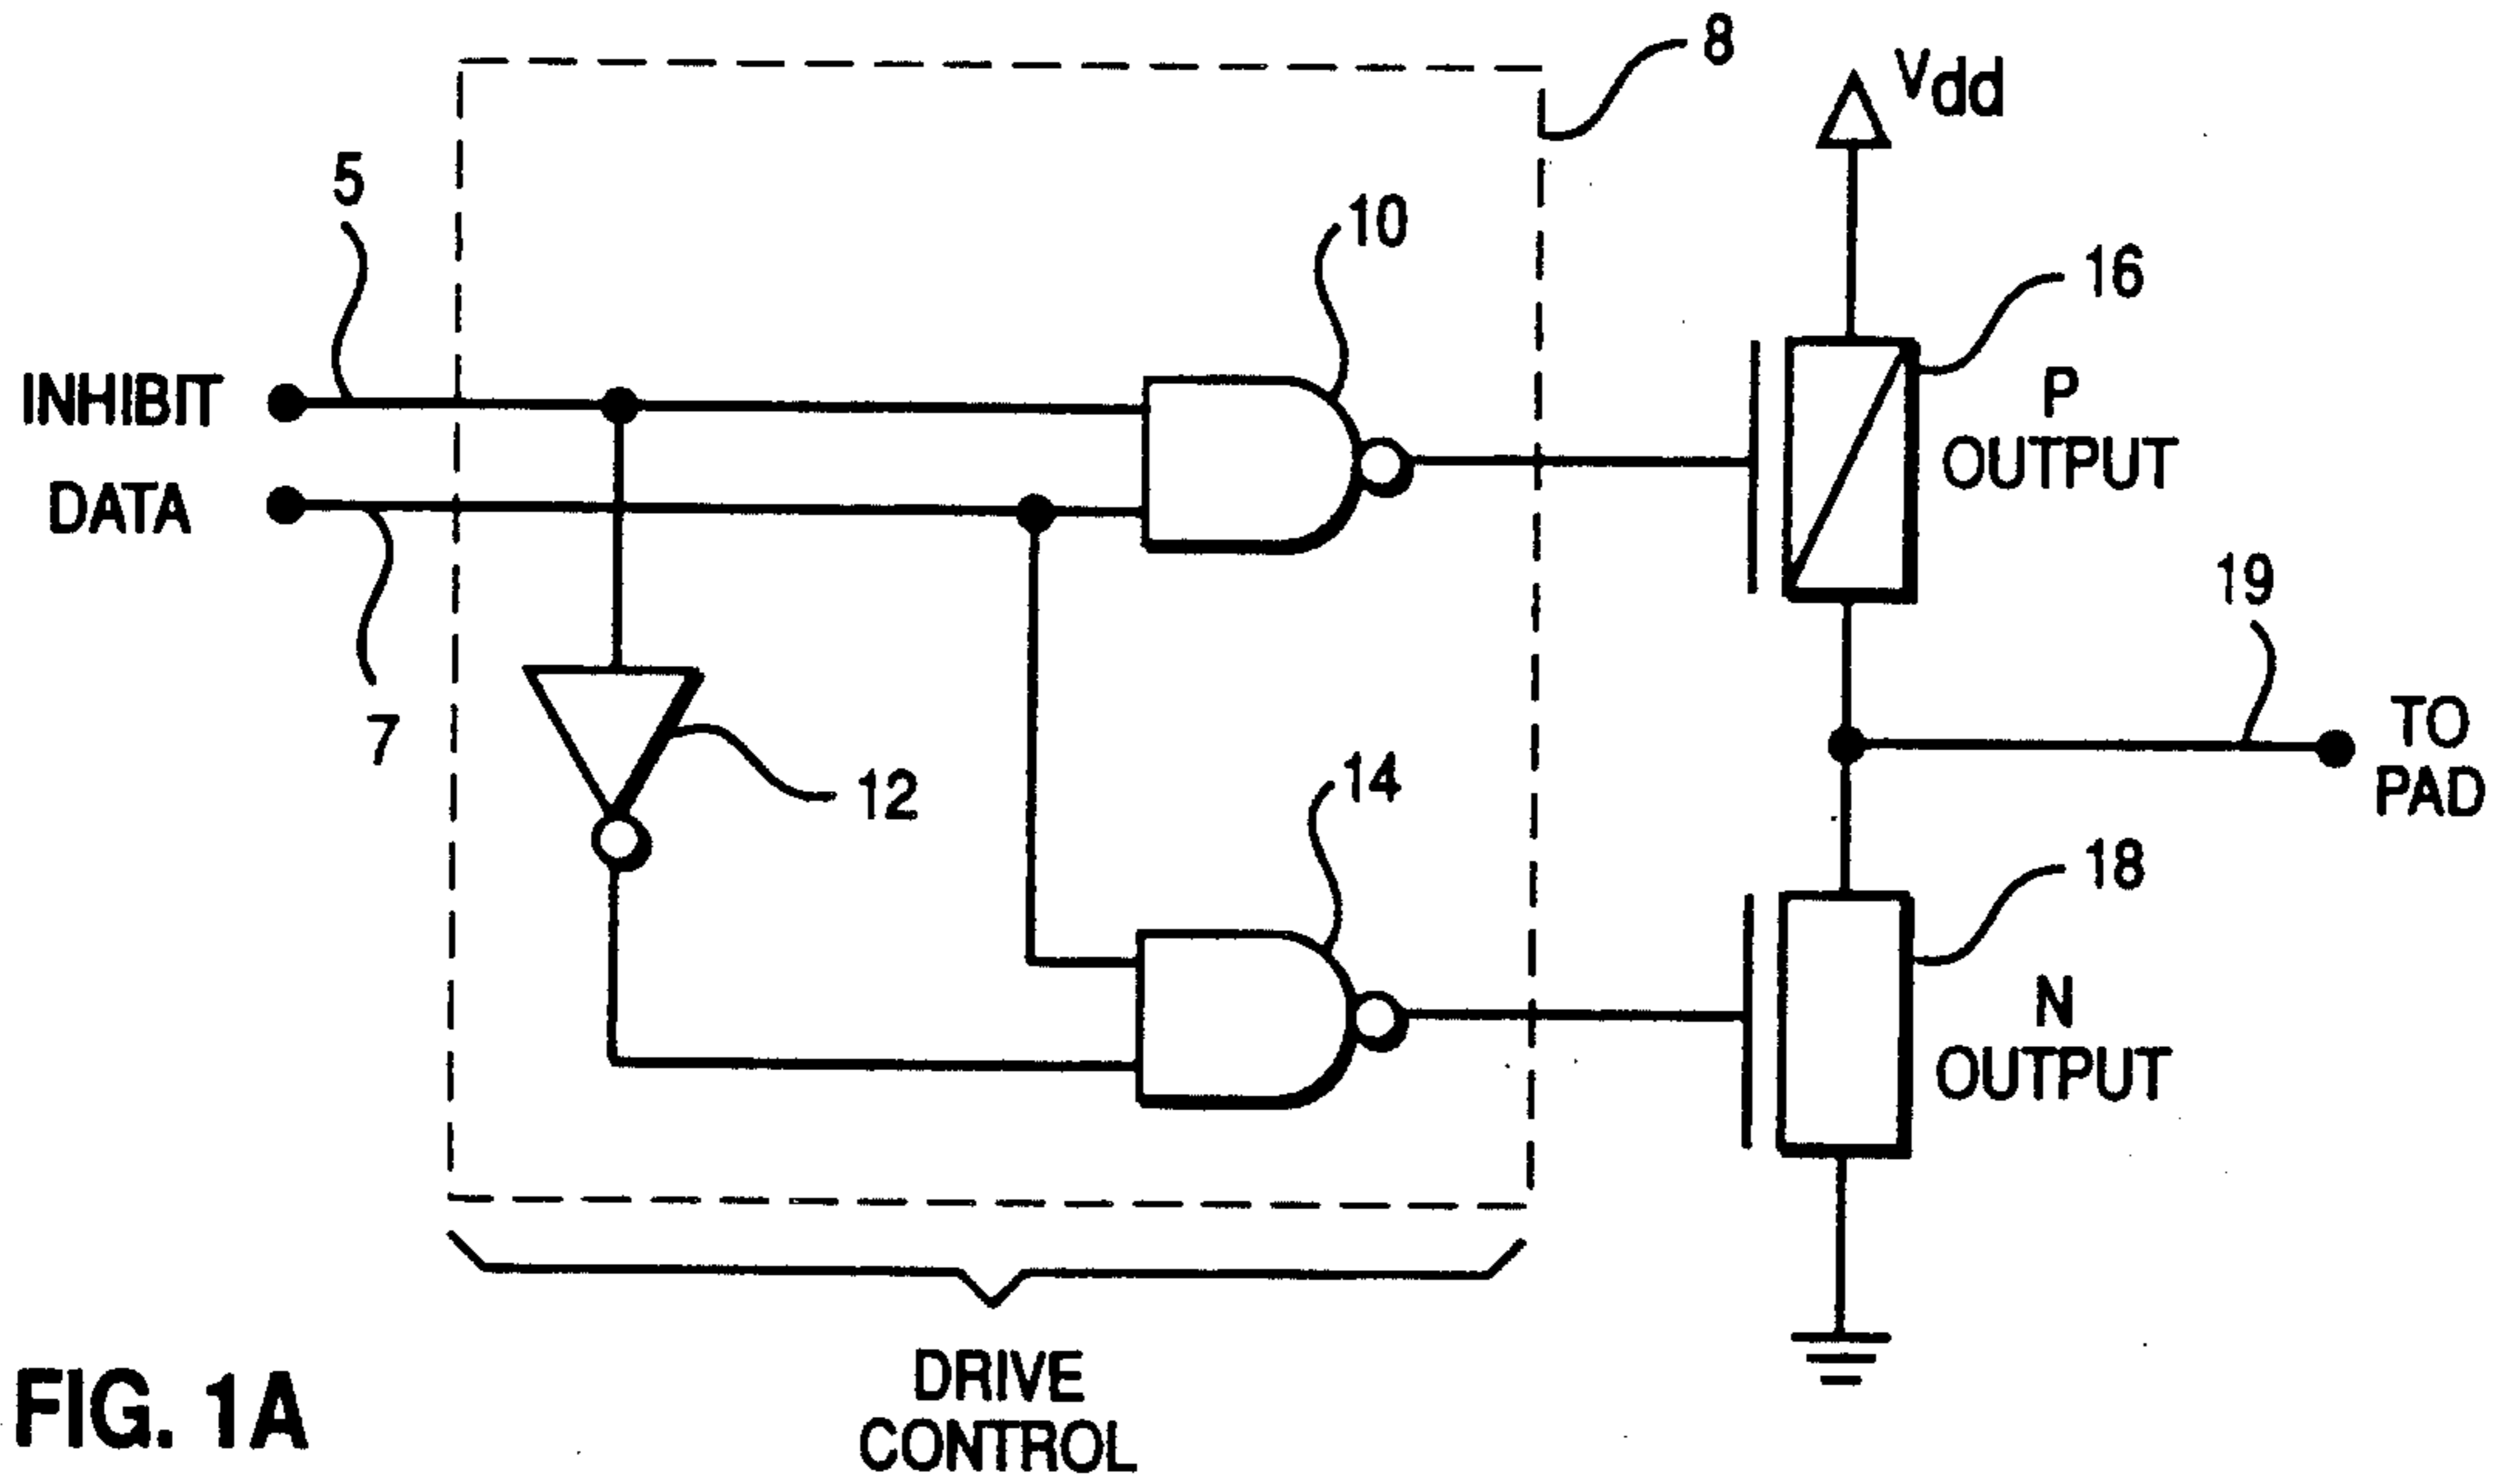 8
Vdd
5
10
16
INHIBIT
P
OUTPUT
DATA
19
7
TO
PAD
12
14
18
N
OUTPUT
DRIVE
CONTROL
FIG. 1A